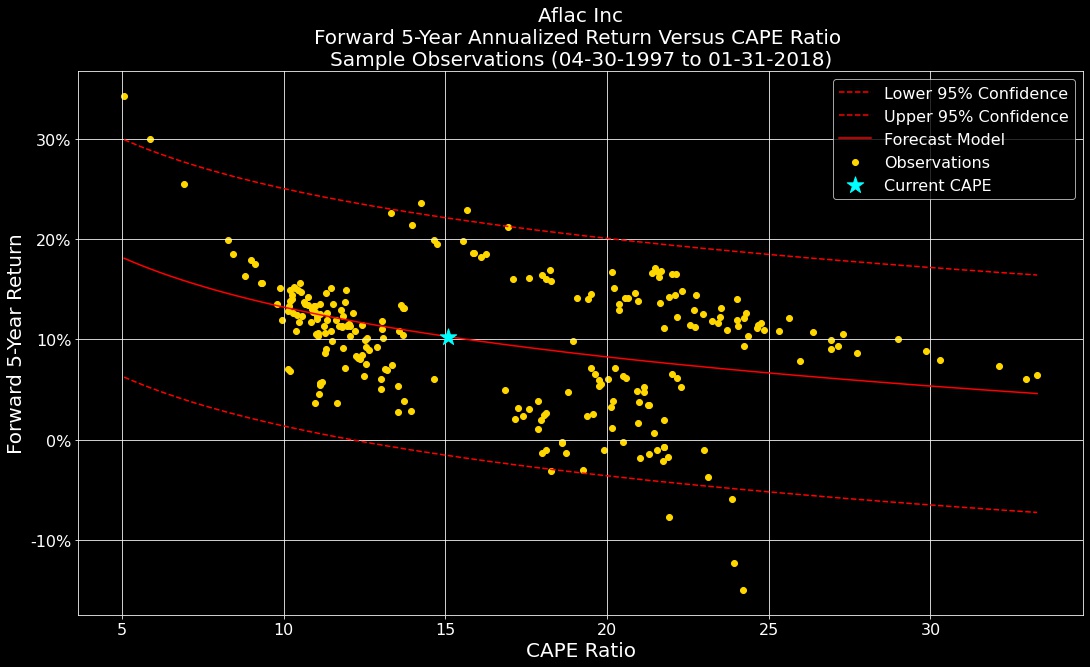 Aflac Inc
Forward 5-Year Annualized Return Versus CAPE Ratio
Sample Observations (04-30-1997 to 01-31-2018)
Lower 95% Confidence
Upper 95% Confidence
Forecast Model
Observations
Current CAPE
Forward 5-Year Return
30%
20%
10%
0%
-10%
5 10 15 20 25 30
CAPE Ratio